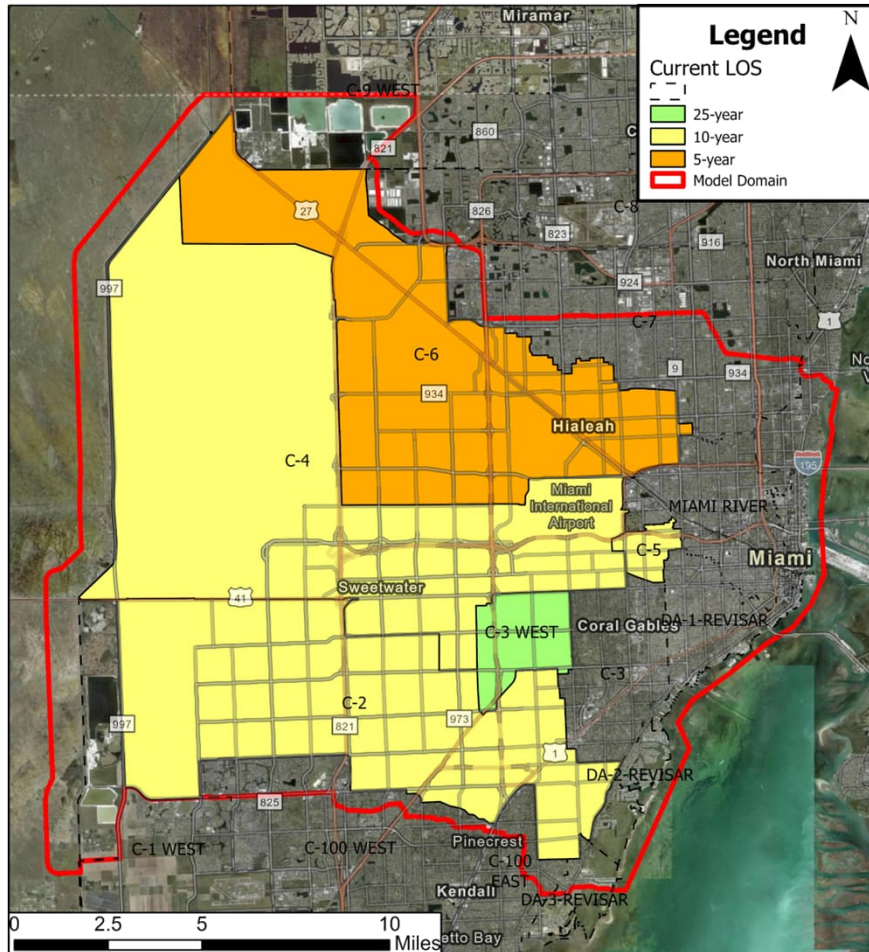 Miramar
N
Legend
Current LOS
25-year
10-year
5-year
Model Domain
C-9 WEST
860
821
27
826
C-8
823
916
924
North Miami
997
1
C-7
C-6
9
934
934
Hialeah
C-4
195
Miami
International
Airport
MIAMI RIVER
C-5
Miami
Sweetwater
41
C-3 WEST
Coral Gables
DA-1-REVISAR
C-3
C-2
997
821
973
1
DA-2-REVISAR
825
C-1 WEST
C-100 WEST
Pinecrest
C-100
EAST
Kendall
DA-3-REVISAR
0 2.5 5 10
Miles
etto Bay